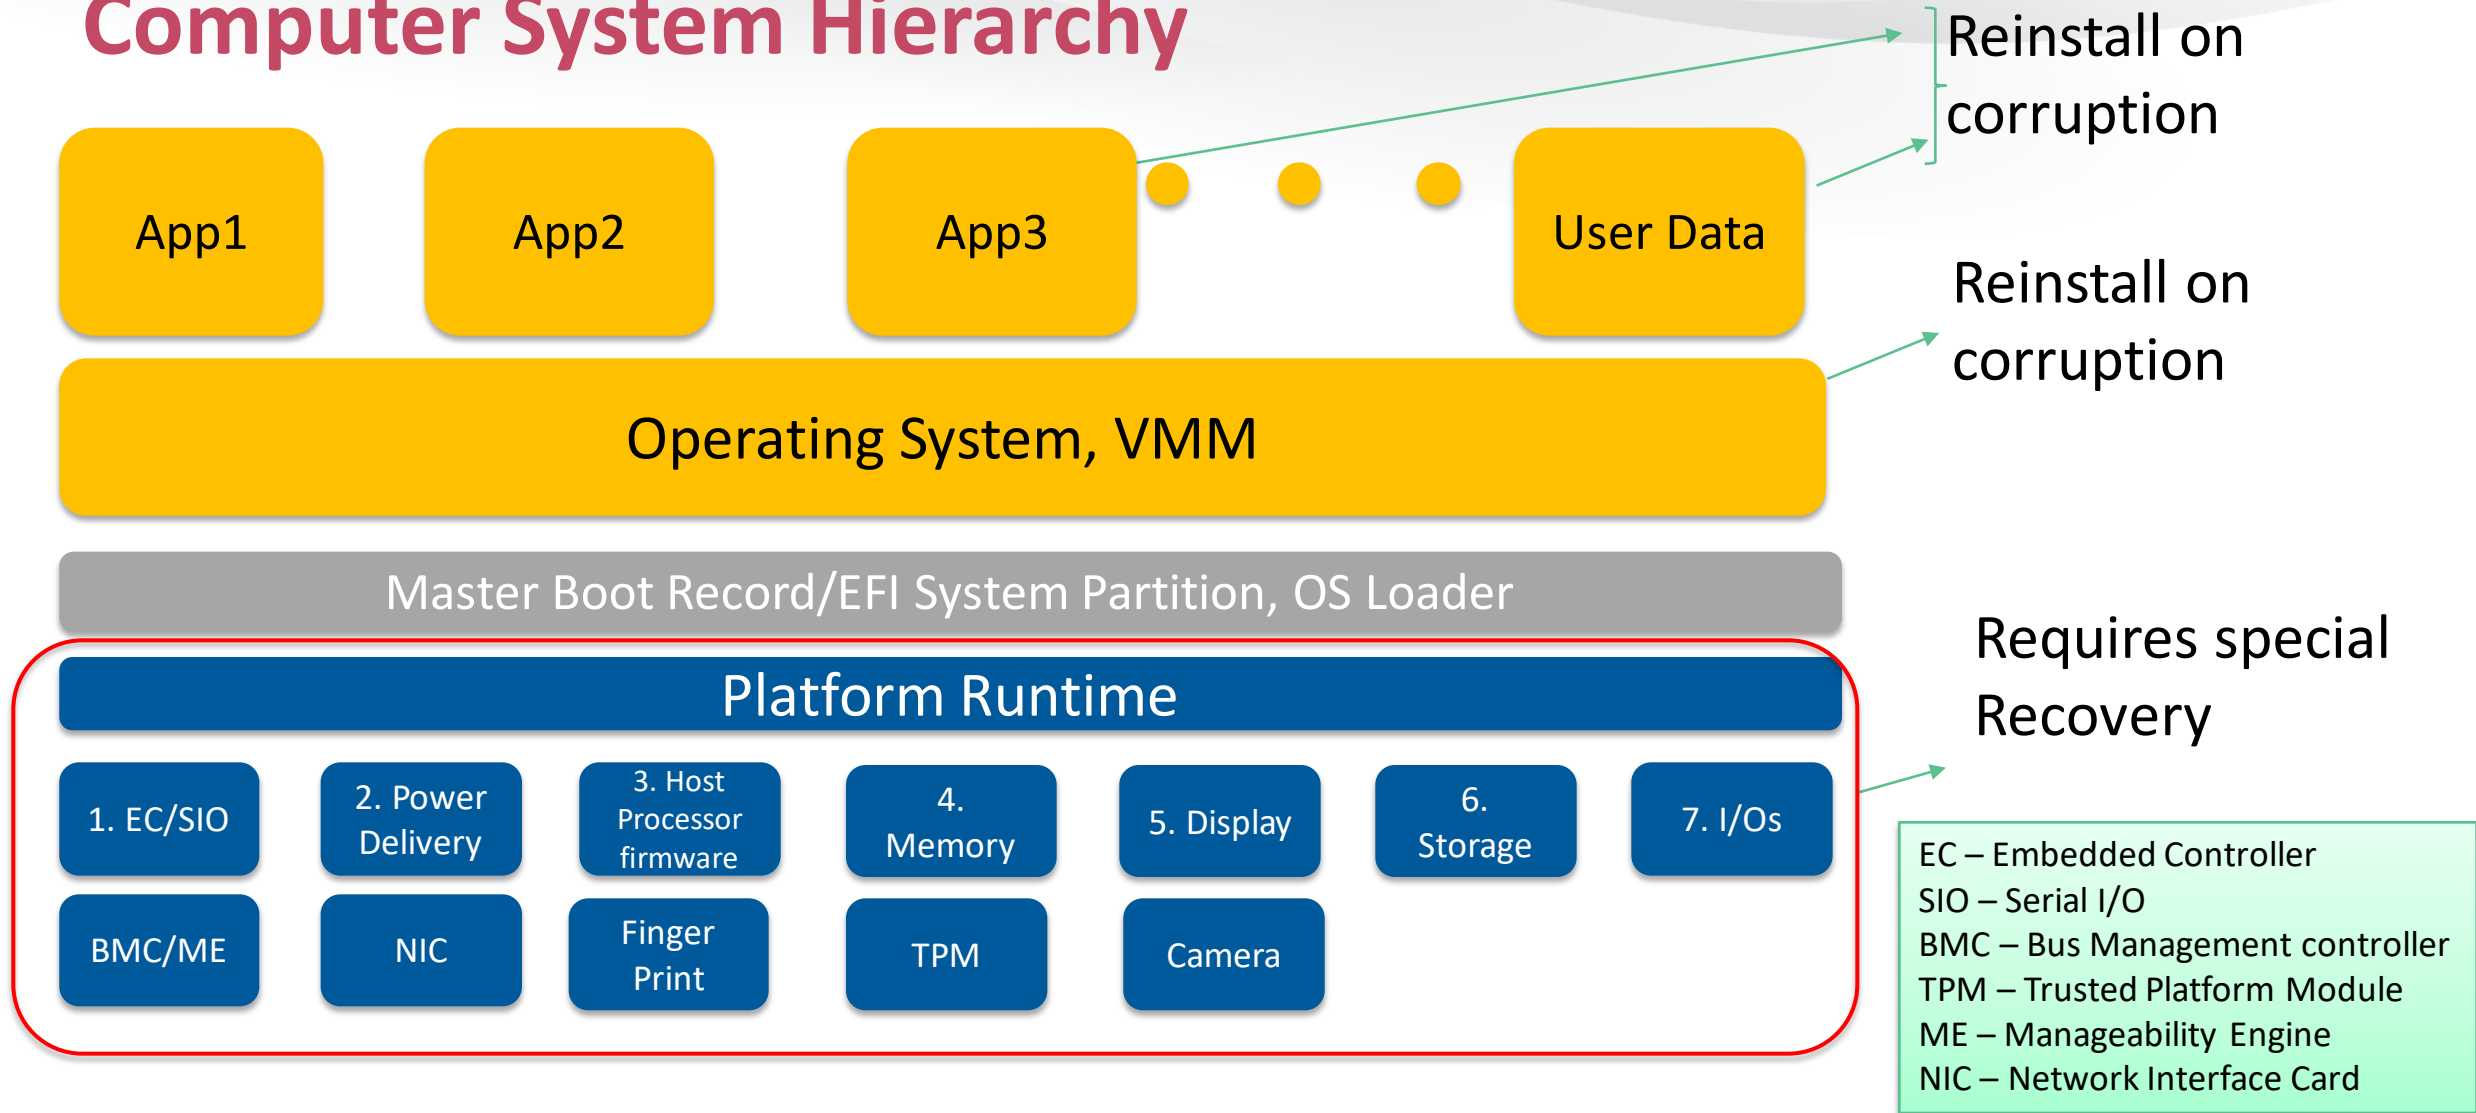 Computer System Hierarchy
Reinstall on
corruption
App1
App2
App3
User Data
Reinstall on
corruption
Operating System, VMM
Master Boot Record/EFI System Partition, OS Loader
Requires special
Recovery
Platform Runtime
1. EC/SIO
2. Power
Delivery
3. Host
Processor
firmware
4.
Memory
5. Display
6.
Storage
7. I/Os
BMC/ME
NIC
Finger
Print
TPM
Camera
EC – Embedded Controller
SIO – Serial I/O
BMC – Bus Management controller
TPM – Trusted Platform Module
ME – Manageability Engine
NIC – Network Interface Card